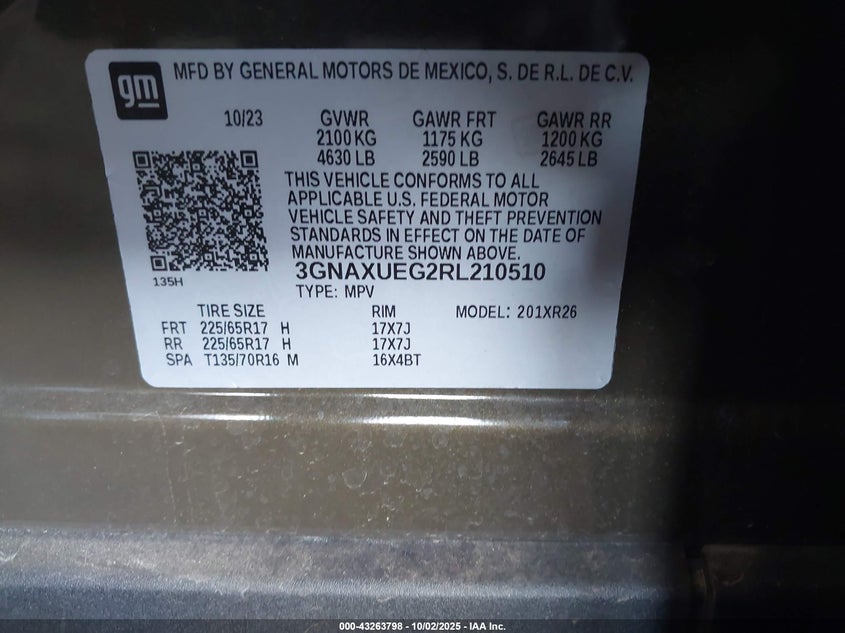 gm
MFD BY GENERAL MOTORS DE MEXICO, S. DE R.L. DE C.V.
10/23 GVWR GAWR FRT GAWR RR
2100 KG 1175 KG 1200 KG
4630 LB 2590 LB 2645 LB
THIS VEHICLE CONFORMS TO ALL
APPLICABLE U.S. FEDERAL MOTOR
VEHICLE SAFETY AND THEFT PREVENTION
STANDARDS IN EFFECT ON THE DATE OF
MANUFACTURE SHOWN ABOVE.
135H
3GNAXUEG2RL210510
TYPE: MPV
TIRE SIZE RIM MODEL: 201XR26
FRT 225/65R17 H 17X7J
RR 225/65R17 H 17X7J
SPA T135/70R16 M 16X4BT
000-43263798 - 10/02/2025 - IAA Inc.